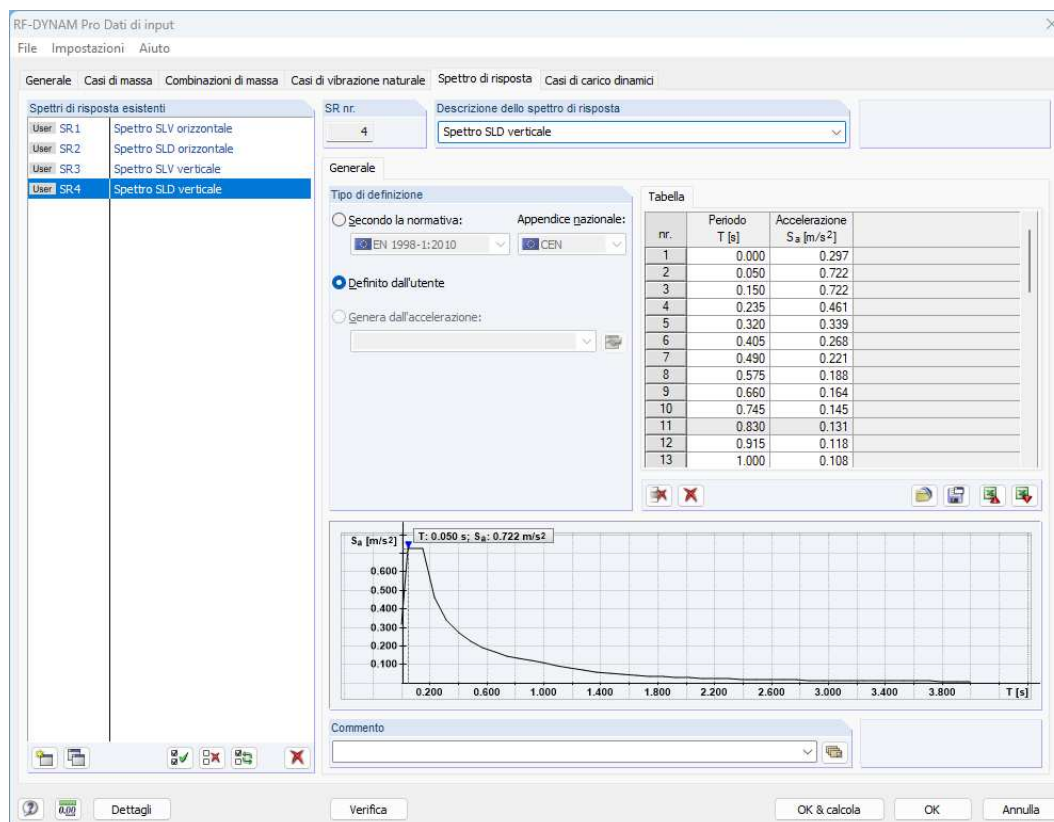 RF-DYNAM Pro Dati di input
File Impostazioni Aiuto
Generale Casi di massa Combinazioni di massa Casi di vibrazione naturale Spettro di risposta Casi di carico dinamici
Spettri di risposta esistenti
User SR1 Spettro SLV orizzontale
User SR2 Spettro SLD orizzontale
User SR3 Spettro SLV verticale
User SR4 Spettro SLD verticale
SR nr.
4
Descrizione dello spettro di risposta
Spettro SLD verticale
Generale
Tipo di definizione
Secondo la normativa: Appendice nazionale:
EN 1998-1:2010 CEN
Definito dall'utente
Genera dall'accelerazione:
Tabella
nr. Periodo T [s] Accelerazione Sa [m/s²]
1 0.000 0.297
2 0.050 0.722
3 0.150 0.722
4 0.235 0.461
5 0.320 0.339
6 0.405 0.268
7 0.490 0.221
8 0.575 0.188
9 0.660 0.164
10 0.745 0.145
11 0.830 0.131
12 0.915 0.118
13 1.000 0.108
Sa [m/s²] T: 0.050 s; Sa: 0.722 m/s²
0.600
0.500
0.400
0.300
0.200
0.100
0.200 0.600 1.000 1.400 1.800 2.200 2.600 3.000 3.400 3.800 T [s]
Commento
0.00 Dettagli Verifica OK & calcola OK Annulla